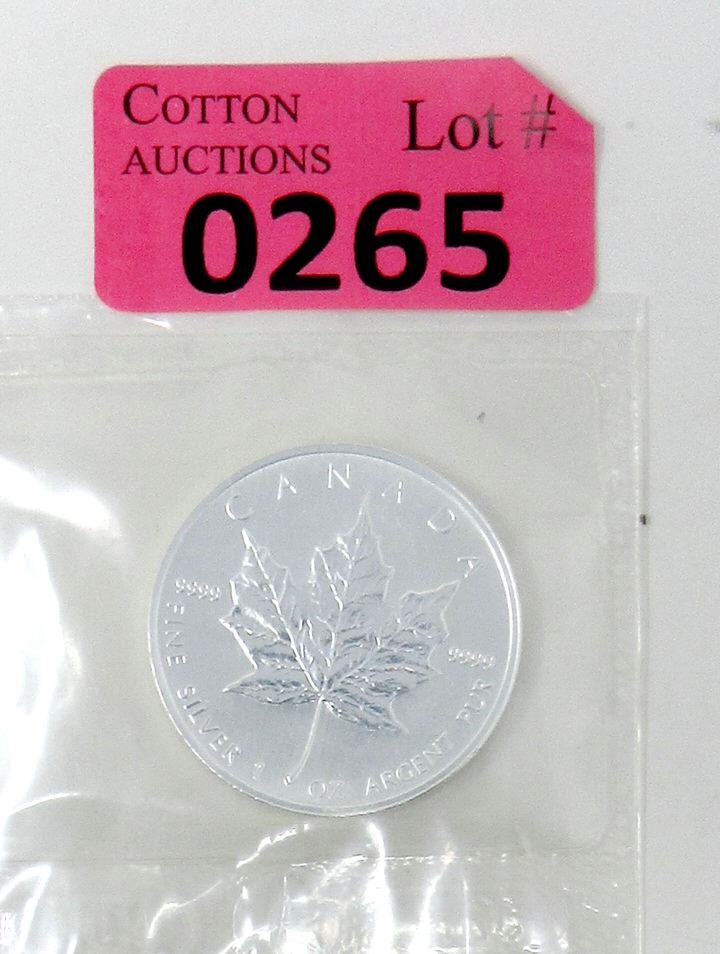 COTTON
AUCTIONS
Lot #
0265
CANADA
9999
9999
FINE SILVER 1 OZ ARGENT PUR